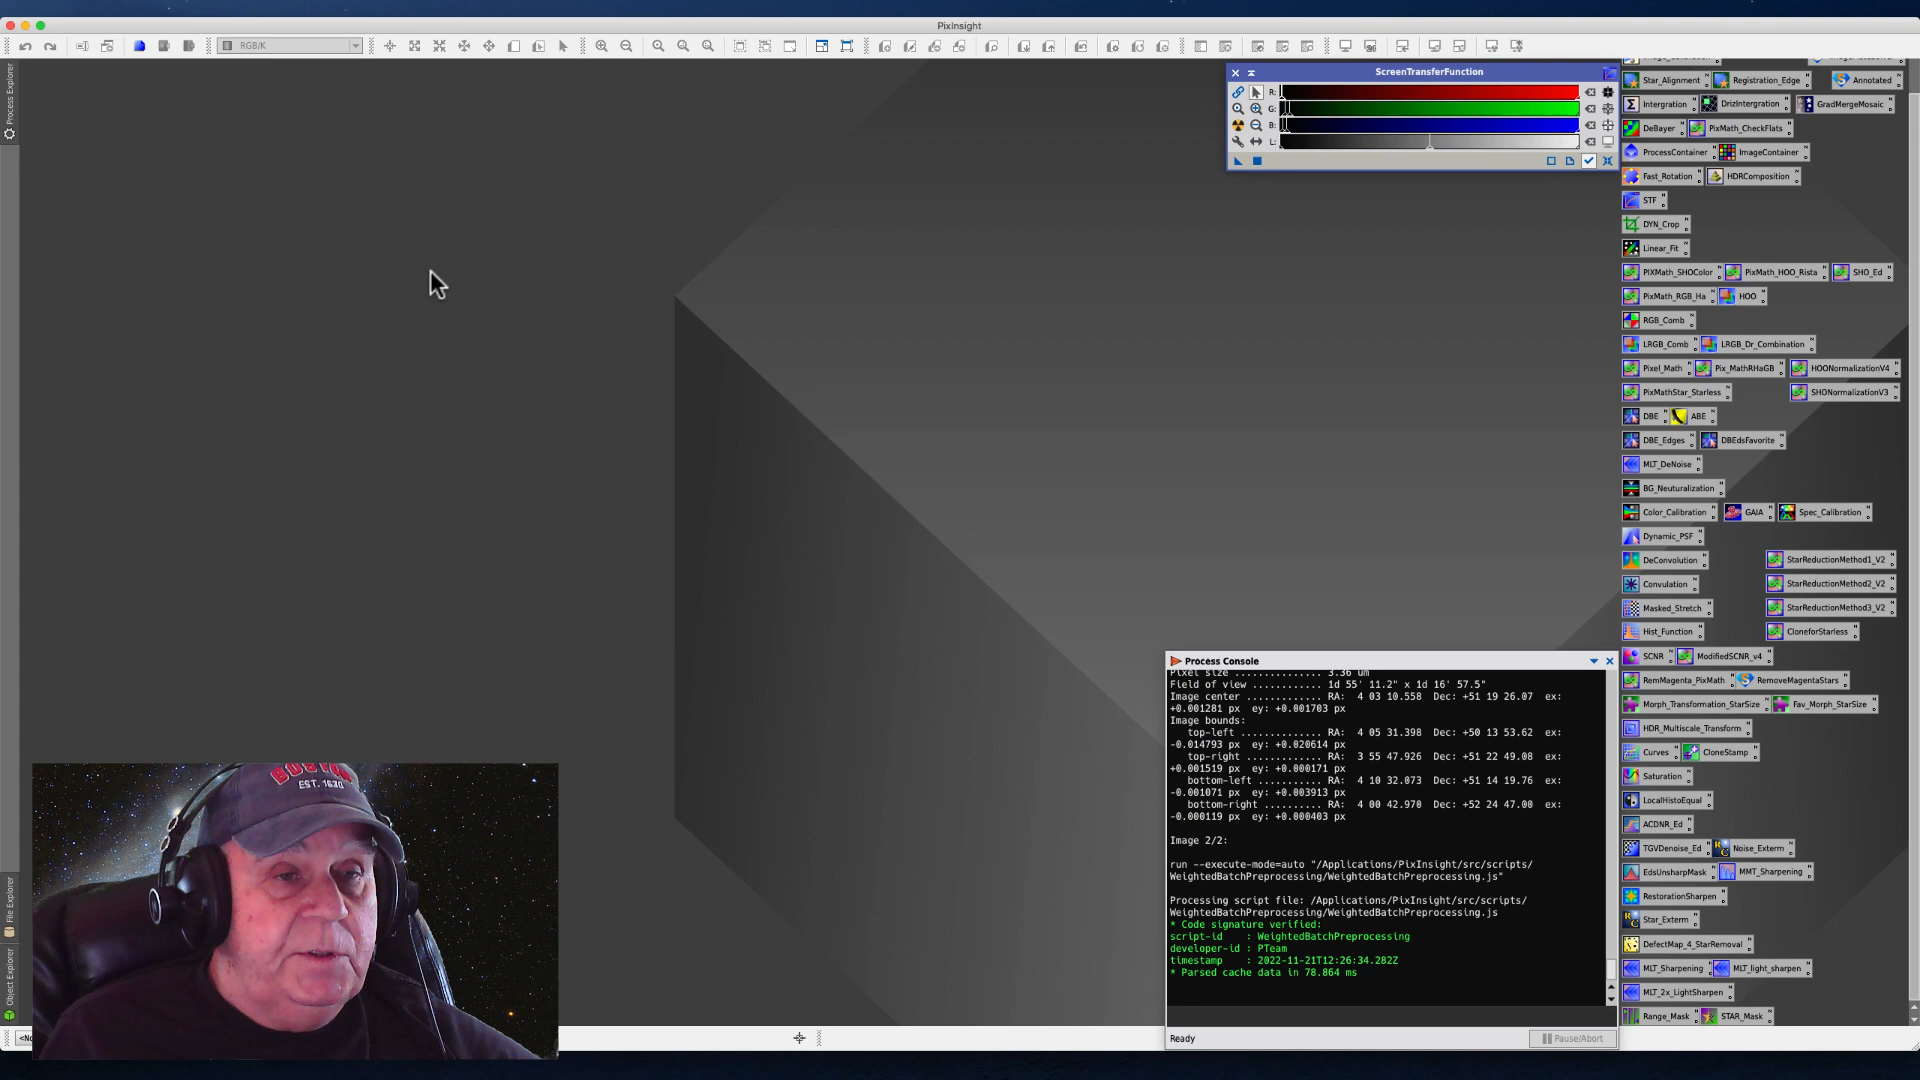 PixInsight
RGB/K
Process Explorer
File Explorer
Object Explorer
ScreenTransferFunction
R:
G:
B:
L:
Star_Alignment
Registration_Edge
Annotated
Intergration
DrizIntergration
GradMergeMosaic
DeBayer
PixMath_CheckFlats
ProcessContainer
ImageContainer
Fast_Rotation
HDRComposition
STF
DYN_Crop
Linear_Fit
PIXMath_SHOColor
PixMath_HOO_Rista
SHO_Ed
PixMath_RGB_Ha
HOO
RGB_Comb
LRGB_Comb
LRGB_Dr_Combination
Pixel_Math
Pix_MathRHaGB
HOONormalizationV4
PixMathStar_Starless
SHONormalizationV3
DBE
ABE
DBE_Edges
DBEdsFavorite
MLT_DeNoise
BG_Neuturalization
Color_Calibration
GAIA
Spec_Calibration
Dynamic_PSF
DeConvolution
StarReductionMethod1_V2
Convulation
StarReductionMethod2_V2
Masked_Stretch
StarReductionMethod3_V2
Hist_Function
CloneforStarless
SCNR
ModifiedSCNR_v4
RemMagenta_PixMath
RemoveMagentaStars
Morph_Transformation_StarSize
Fav_Morph_StarSize
HDR_Multiscale_Transform
Curves
CloneStamp
Saturation
LocalHistoEqual
ACDNR_Ed
TGVDenoise_Ed
Noise_Exterm
EdsUnsharpMask
MMT_Sharpening
RestorationSharpen
Star_Exterm
DefectMap_4_StarRemoval
MLT_Sharpening
MLT_light_sharpen
MLT_2x_LightSharpen
Range_Mask
STAR_Mask
Process Console
Pixel size ............... 3.36 um
Field of view ............ 1d 55' 11.2" x 1d 16' 57.5"
Image center ............. RA:  4 03 10.558  Dec: +51 19 26.07  ex:
+0.001281 px  ey: +0.001703 px
Image bounds:
top-left .............. RA:  4 05 31.398  Dec: +50 13 53.62  ex:
-0.014793 px  ey: +0.020614 px
top-right ............. RA:  3 55 47.926  Dec: +51 22 49.08  ex:
+0.001519 px  ey: +0.000171 px
bottom-left ........... RA:  4 10 32.073  Dec: +51 14 19.76  ex:
-0.001071 px  ey: +0.003913 px
bottom-right .......... RA:  4 00 42.970  Dec: +52 24 47.00  ex:
-0.000119 px  ey: +0.000403 px
Image 2/2:
run --execute-mode=auto "/Applications/PixInsight/src/scripts/
WeightedBatchPreprocessing/WeightedBatchPreprocessing.js"
Processing script file: /Applications/PixInsight/src/scripts/
WeightedBatchPreprocessing/WeightedBatchPreprocessing.js
* Code signature verified:
script-id    : WeightedBatchPreprocessing
developer-id : PTeam
timestamp    : 2022-11-21T12:26:34.282Z
* Parsed cache data in 78.864 ms
Ready
Pause/Abort
BOSTON
EST. 1630